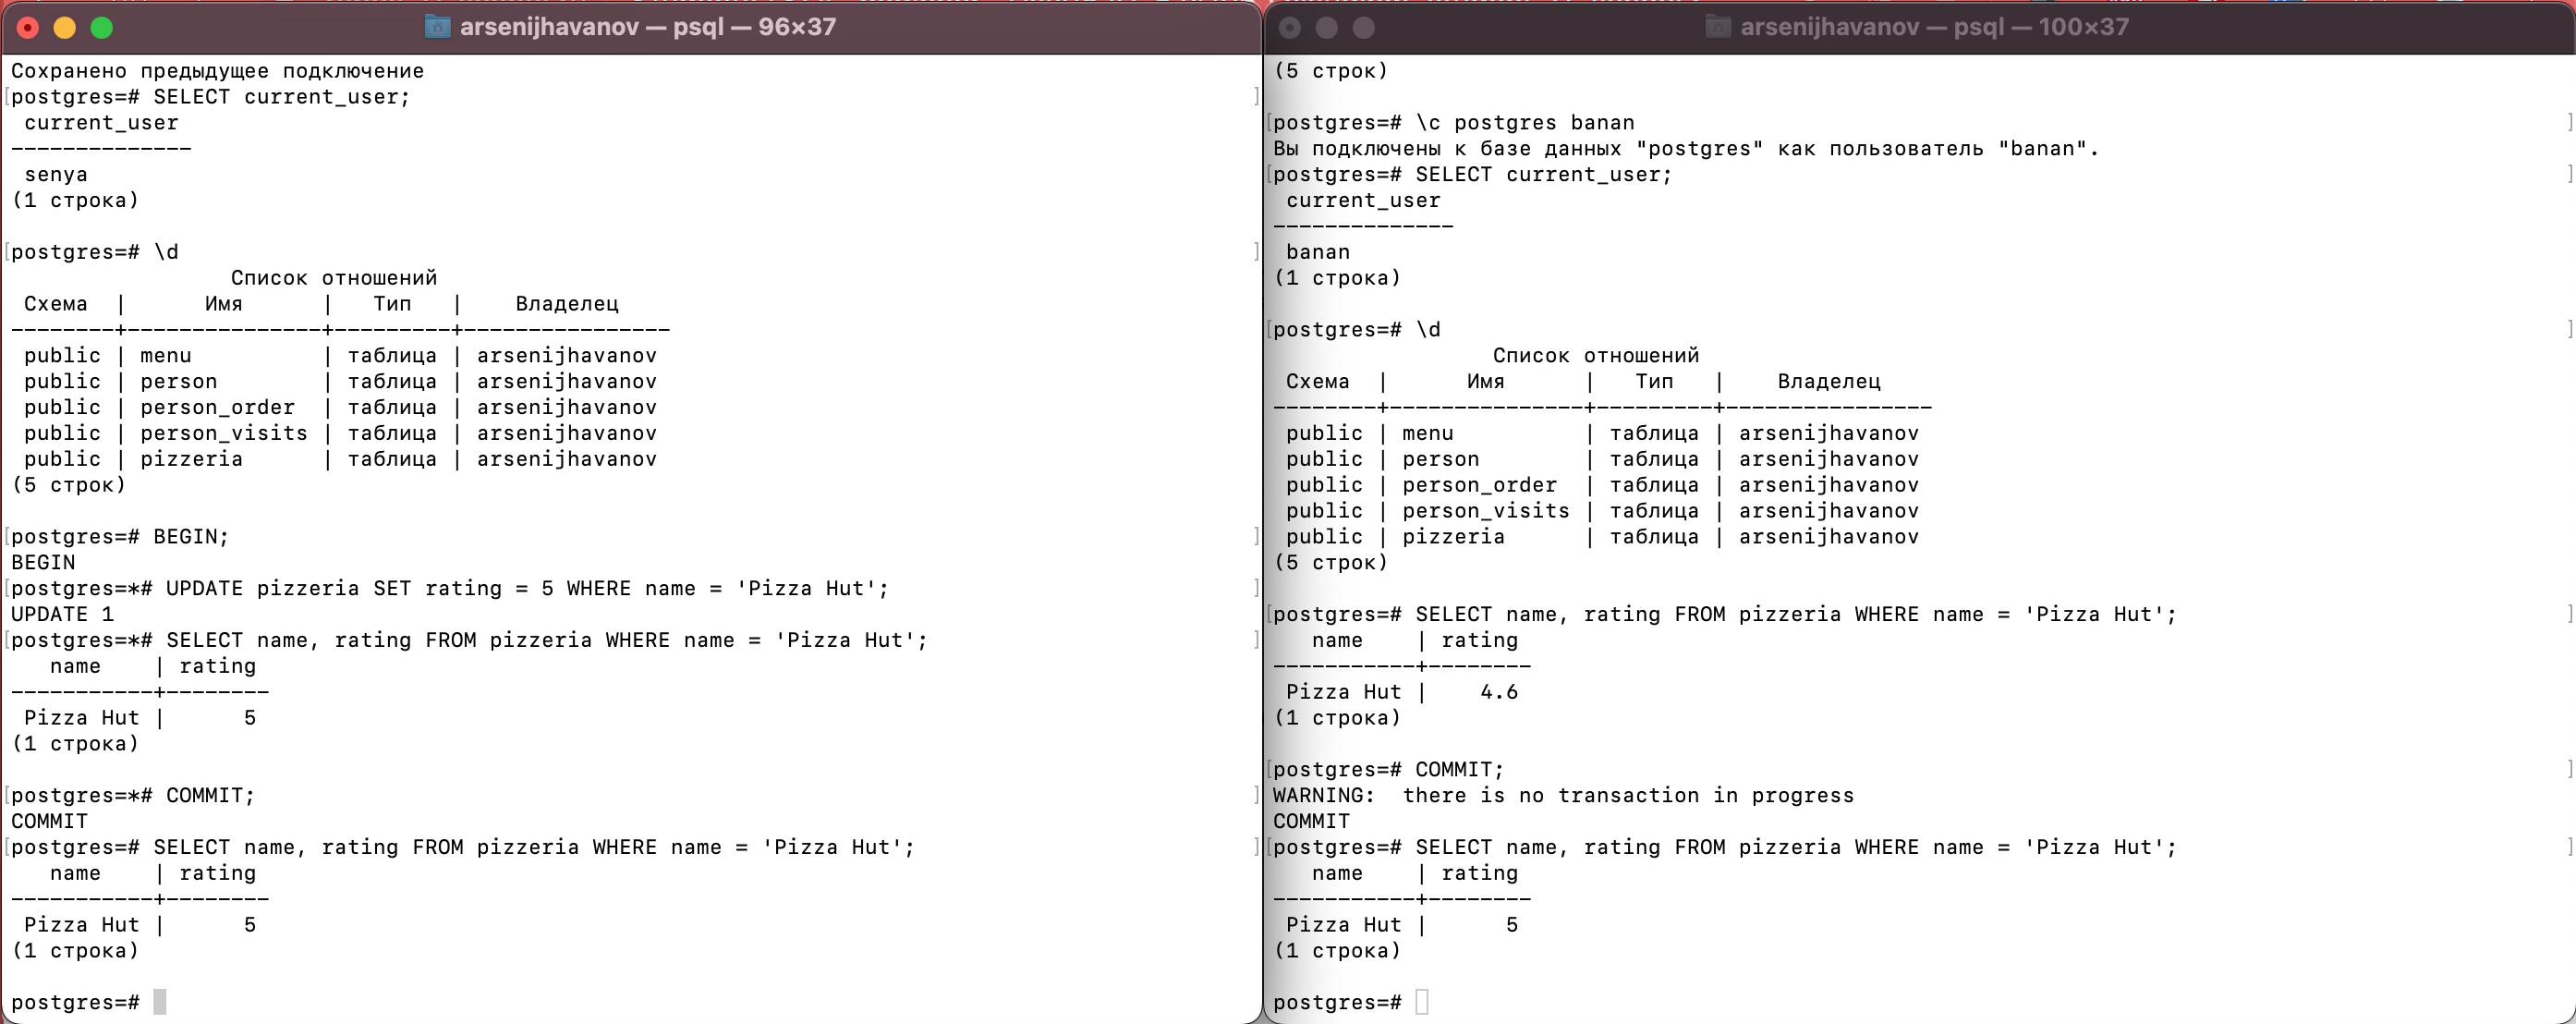 arsenijhavanov — psql — 96×37
Сохранено предыдущее подключение
postgres=# SELECT current_user;
 current_user
--------------
 senya
(1 строка)
postgres=# \d
                 Список отношений
 Схема  |      Имя      |   Тип   |    Владелец
--------+---------------+---------+----------------
 public | menu          | таблица | arsenijhavanov
 public | person        | таблица | arsenijhavanov
 public | person_order  | таблица | arsenijhavanov
 public | person_visits | таблица | arsenijhavanov
 public | pizzeria      | таблица | arsenijhavanov
(5 строк)
postgres=# BEGIN;
BEGIN
postgres=*# UPDATE pizzeria SET rating = 5 WHERE name = 'Pizza Hut';
UPDATE 1
postgres=*# SELECT name, rating FROM pizzeria WHERE name = 'Pizza Hut';
   name    | rating
-----------+--------
 Pizza Hut |      5
(1 строка)
postgres=*# COMMIT;
COMMIT
postgres=# SELECT name, rating FROM pizzeria WHERE name = 'Pizza Hut';
   name    | rating
-----------+--------
 Pizza Hut |      5
(1 строка)
postgres=#
arsenijhavanov — psql — 100×37
(5 строк)
postgres=# \c postgres banan
Вы подключены к базе данных "postgres" как пользователь "banan".
postgres=# SELECT current_user;
 current_user
--------------
 banan
(1 строка)
postgres=# \d
                 Список отношений
 Схема  |      Имя      |   Тип   |    Владелец
--------+---------------+---------+----------------
 public | menu          | таблица | arsenijhavanov
 public | person        | таблица | arsenijhavanov
 public | person_order  | таблица | arsenijhavanov
 public | person_visits | таблица | arsenijhavanov
 public | pizzeria      | таблица | arsenijhavanov
(5 строк)
postgres=# SELECT name, rating FROM pizzeria WHERE name = 'Pizza Hut';
   name    | rating
-----------+--------
 Pizza Hut |    4.6
(1 строка)
postgres=# COMMIT;
WARNING:  there is no transaction in progress
COMMIT
postgres=# SELECT name, rating FROM pizzeria WHERE name = 'Pizza Hut';
   name    | rating
-----------+--------
 Pizza Hut |      5
(1 строка)
postgres=#